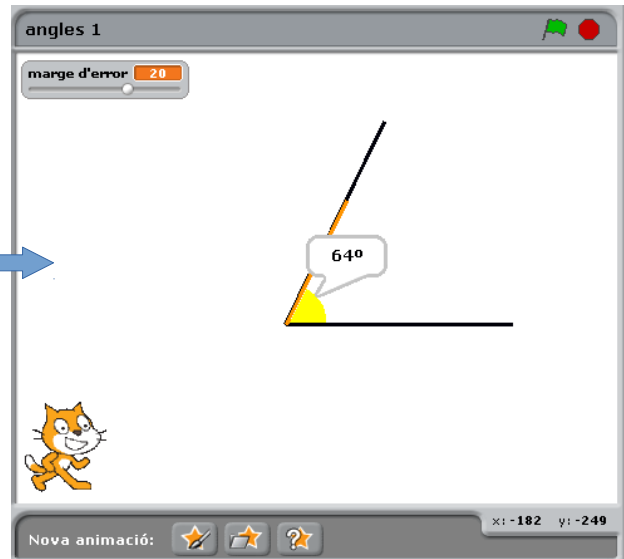 angles 1
marge d'error 20
64º
x: -182 y: -249
Nova animació: